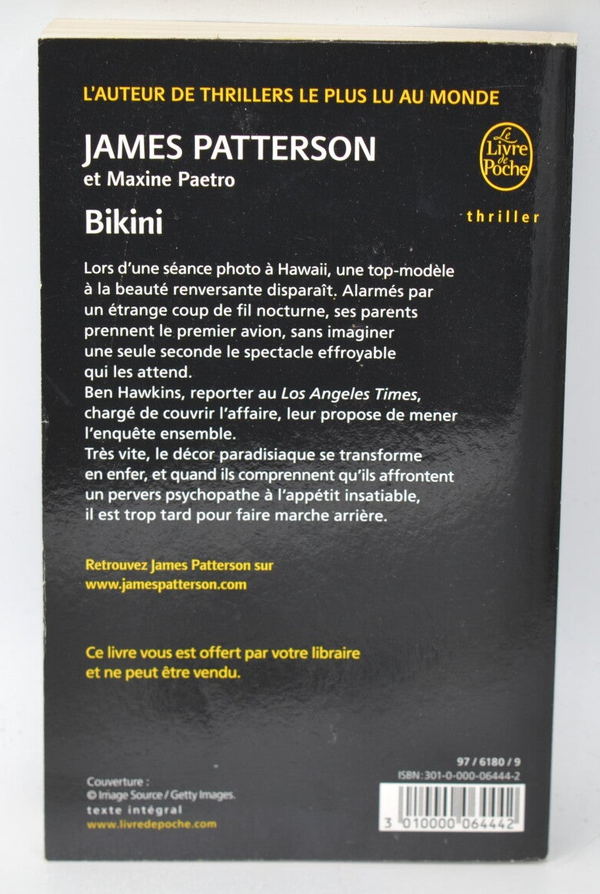 L'AUTEUR DE THRILLERS LE PLUS LU AU MONDE
JAMES PATTERSON
et Maxine Paetro
Le
Livre
de
Poche
thriller
Bikini
Lors d'une séance photo à Hawaii, une top-modèle
à la beauté renversante disparaît. Alarmés par
un étrange coup de fil nocturne, ses parents
prennent le premier avion, sans imaginer
une seule seconde le spectacle effroyable
qui les attend.
Ben Hawkins, reporter au Los Angeles Times,
chargé de couvrir l'affaire, leur propose de mener
l'enquête ensemble.
Très vite, le décor paradisiaque se transforme
en enfer, et quand ils comprennent qu'ils affrontent
un pervers psychopathe à l'appétit insatiable,
il est trop tard pour faire marche arrière.
Retrouvez James Patterson sur
www.jamespatterson.com
Ce livre vous est offert par votre libraire
et ne peut être vendu.
Couverture :
© Image Source / Getty Images.
texte intégral
www.livredepoche.com
97 / 6180 / 9
ISBN: 301-0-000-06444-2
3 010000 064442